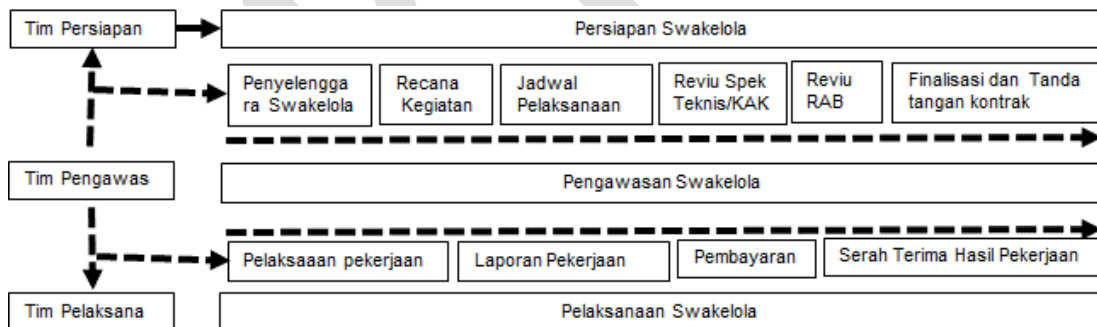 Tim Persiapan
Persiapan Swakelola
Penyelengga
ra Swakelola
Recana
Kegiatan
Jadwal
Pelaksanaan
Reviu Spek
Teknis/KAK
Reviu
RAB
Finalisasi dan Tanda
tangan kontrak
Tim Pengawas
Pengawasan Swakelola
Pelaksaaan pekerjaan
Laporan Pekerjaan
Pembayaran
Serah Terima Hasil Pekerjaan
Tim Pelaksana
Pelaksanaan Swakelola